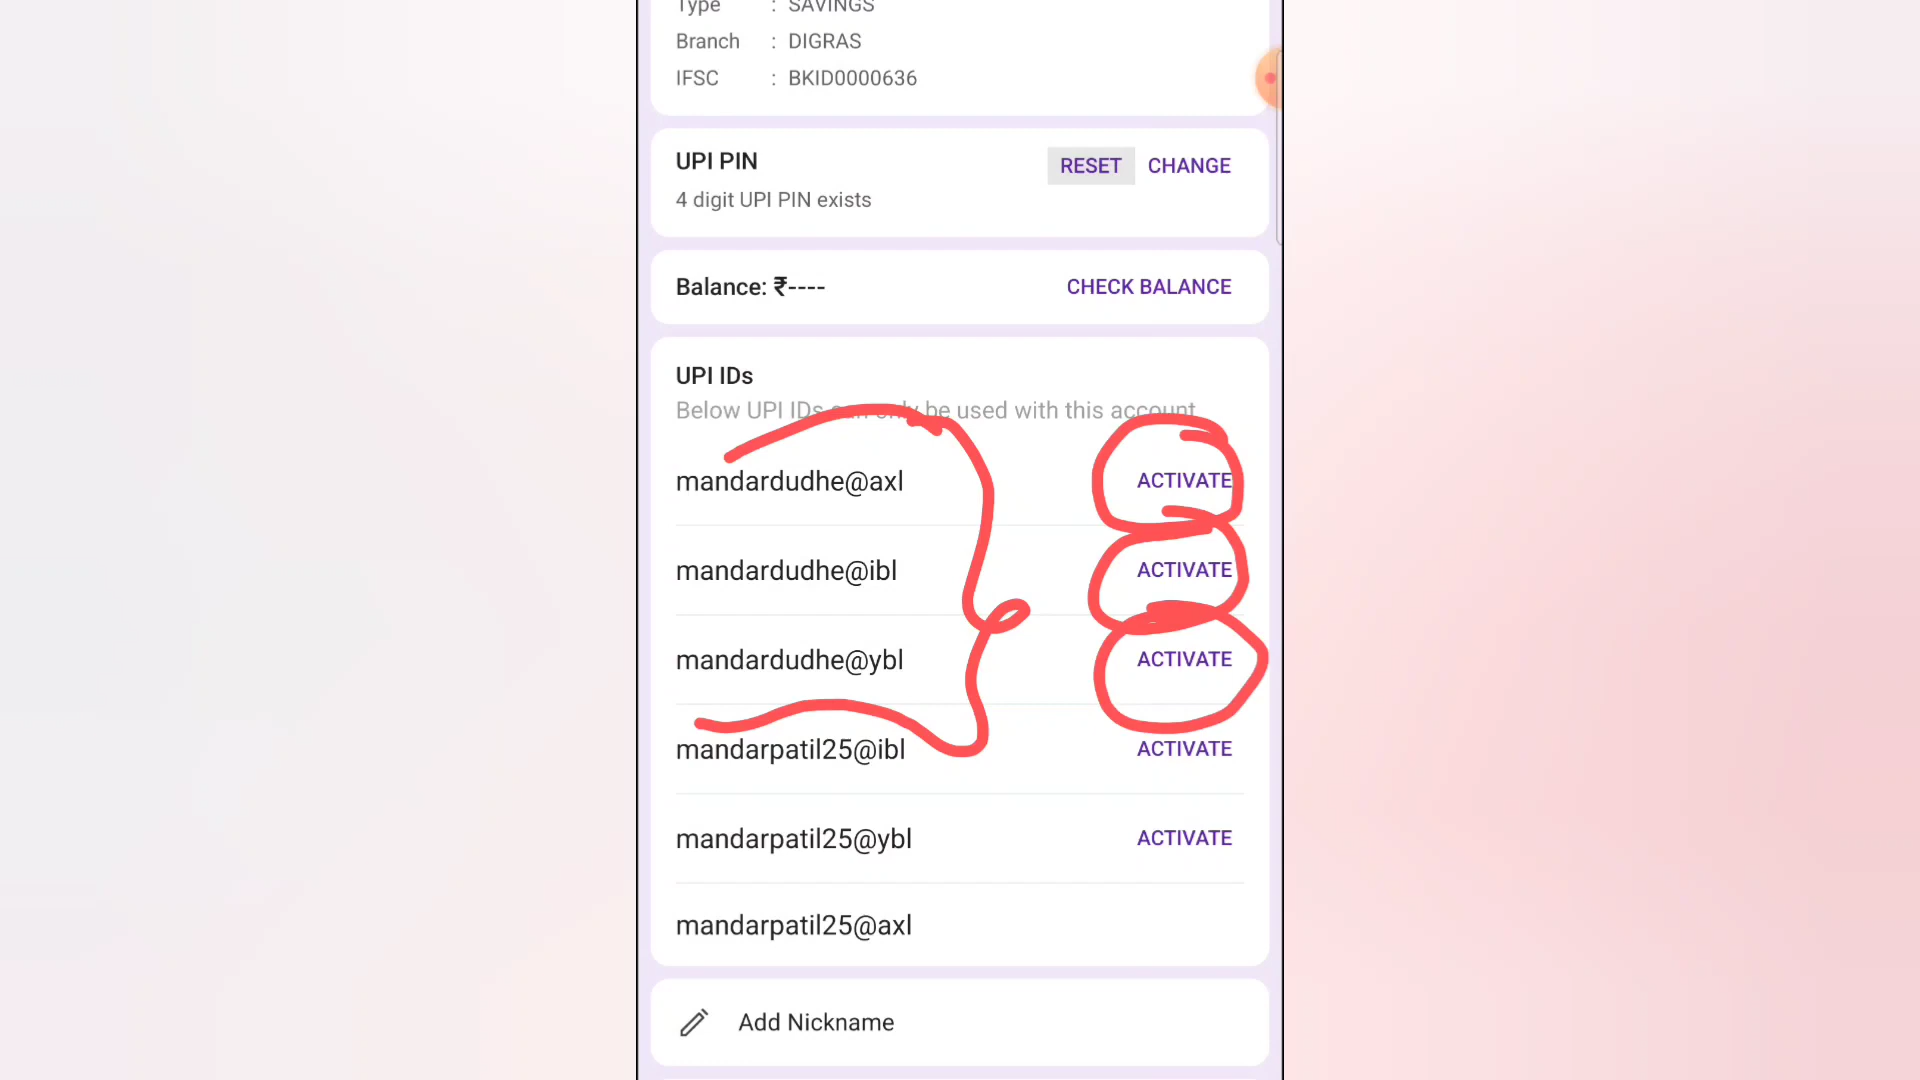 Type : SAVINGS
Branch : DIGRAS
IFSC : BKID0000636
UPI PIN RESET CHANGE
4 digit UPI PIN exists
Balance: ₹---- CHECK BALANCE
UPI IDs
Below UPI IDs can only be used with this account
mandardudhe@axl ACTIVATE
mandardudhe@ibl ACTIVATE
mandardudhe@ybl ACTIVATE
mandarpatil25@ibl ACTIVATE
mandarpatil25@ybl ACTIVATE
mandarpatil25@axl
Add Nickname